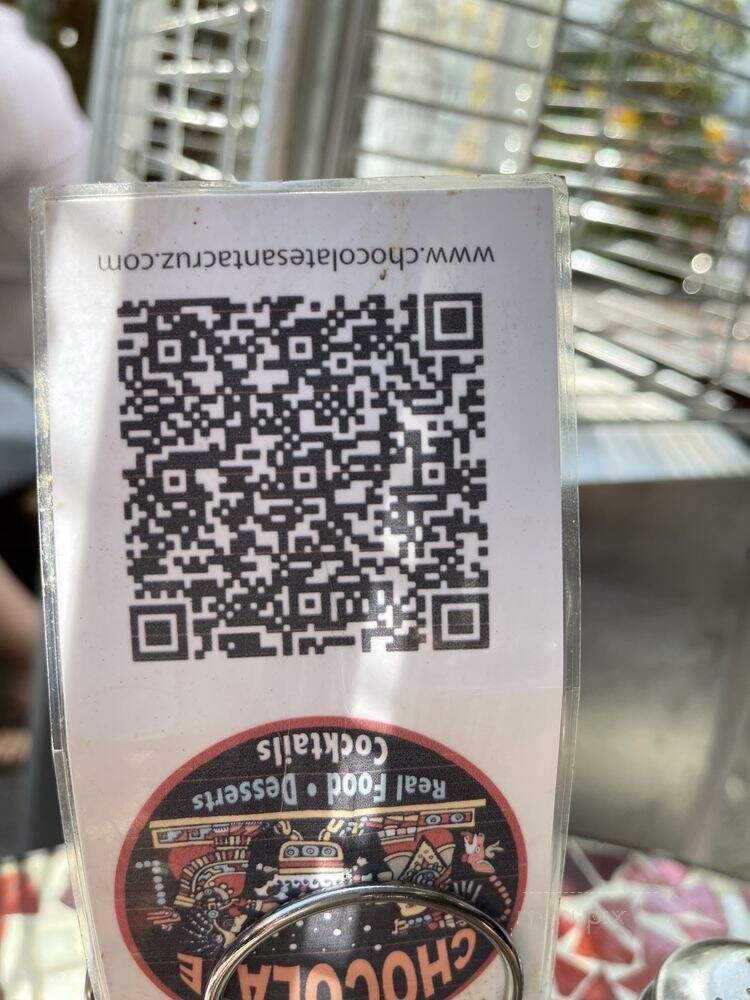 www.chocolatesantacruz.com
Cocktails
Real Food • Desserts
CHOCOLA E